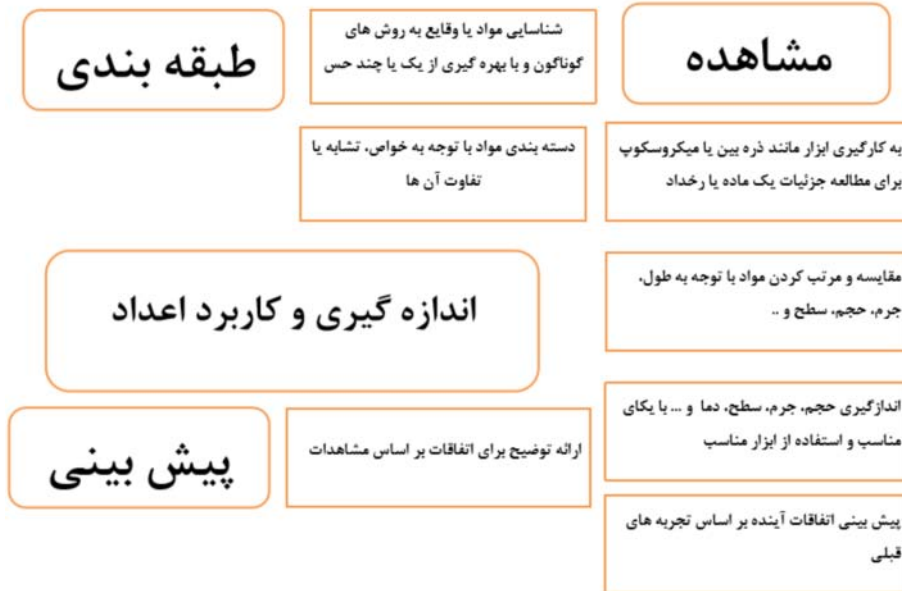 مشاهده
شناسایی مواد یا وقایع به روش های
گوناگون و با بهره گیری از یک یا چند حس
طبقه بندی
به کارگیری ابزار مانند ذره بین یا میکروسکوپ
برای مطالعه جزئیات یک ماده یا رخداد
دسته بندی مواد با توجه به خواص، تشابه یا
تفاوت آن ها
مقایسه و مرتب کردن مواد با توجه به طول،
جرم، حجم، سطح و ..
اندازه گیری و کاربرد اعداد
اندازگیری حجم، جرم، سطح، دما و ... با یکای
مناسب و استفاده از ابزار مناسب
ارائه توضیح برای اتفاقات بر اساس مشاهدات
پیش بینی
پیش بینی اتفاقات آینده بر اساس تجربه های
قبلی